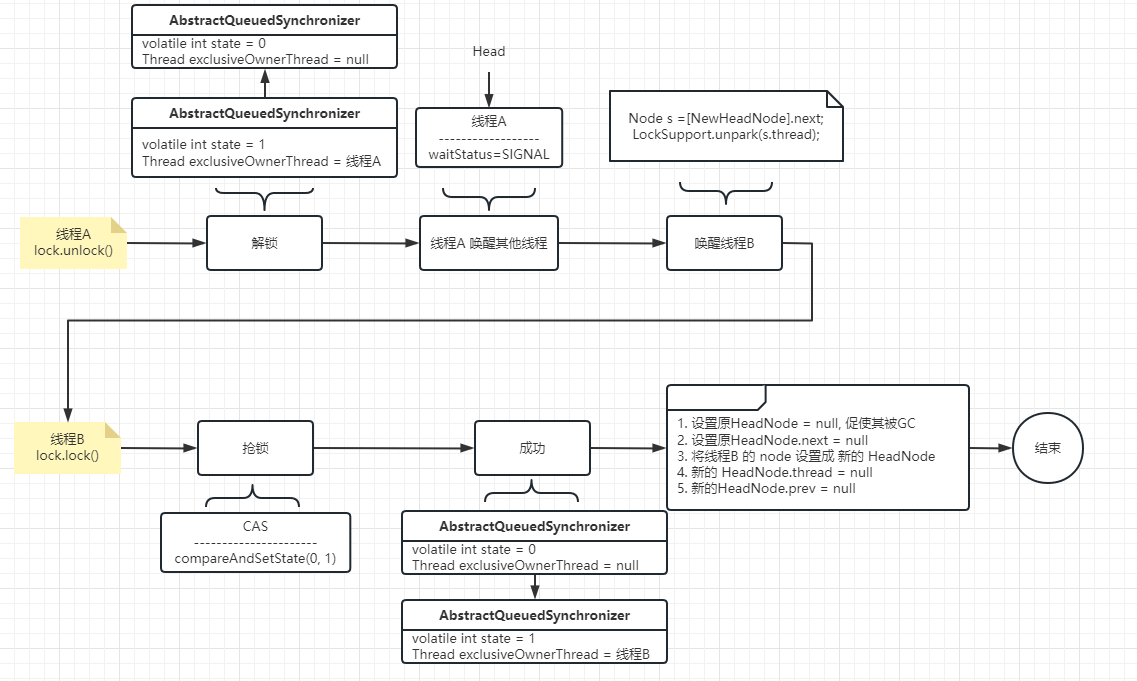 AbstractQueuedSynchronizer
volatile int state = 0
Thread exclusiveOwnerThread = null
AbstractQueuedSynchronizer
volatile int state = 1
Thread exclusiveOwnerThread = 线程A
Head
线程A
-------------------
waitStatus=SIGNAL
Node s =[NewHeadNode].next;
LockSupport.unpark(s.thread);
线程A
lock.unlock()
解锁
线程A 唤醒其他线程
唤醒线程B
线程B
lock.lock()
抢锁
成功
1. 设置原HeadNode = null, 促使其被GC
2. 设置原HeadNode.next = null
3. 将线程B 的 node 设置成 新的 HeadNode
4. 新的 HeadNode.thread = null
5. 新的HeadNode.prev = null
结束
CAS
-----------------------
compareAndSetState(0, 1)
AbstractQueuedSynchronizer
volatile int state = 0
Thread exclusiveOwnerThread = null
AbstractQueuedSynchronizer
volatile int state = 1
Thread exclusiveOwnerThread = 线程B